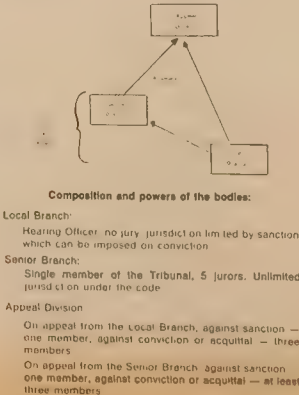 Composition and powers of the bodies:
Local Branch:
Hearing Officer, no jury, jurisdiction limited by sanction
which can be imposed on conviction
Senior Branch:
Single member of the Tribunal, 5 jurors. Unlimited
jurisdiction under the code
Appeal Division
On appeal from the Local Branch, against sanction —
one member, against conviction or acquittal — three
members
On appeal from the Senior Branch against sanction
one member, against conviction or acquittal — at least
three members